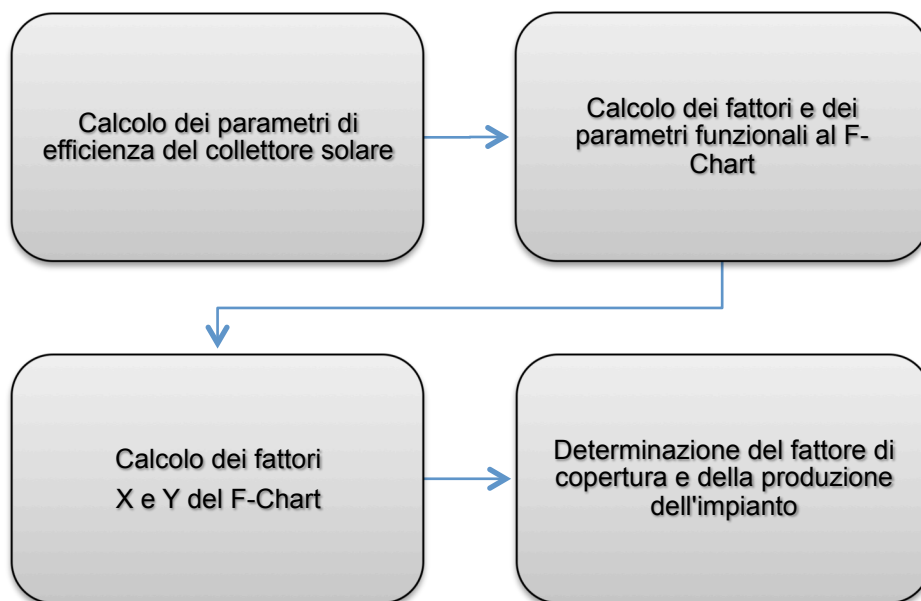 Calcolo dei parametri di
efficienza del collettore solare
Calcolo dei fattori e dei
parametri funzionali al F-
Chart
Calcolo dei fattori
X e Y del F-Chart
Determinazione del fattore di
copertura e della produzione
dell'impianto